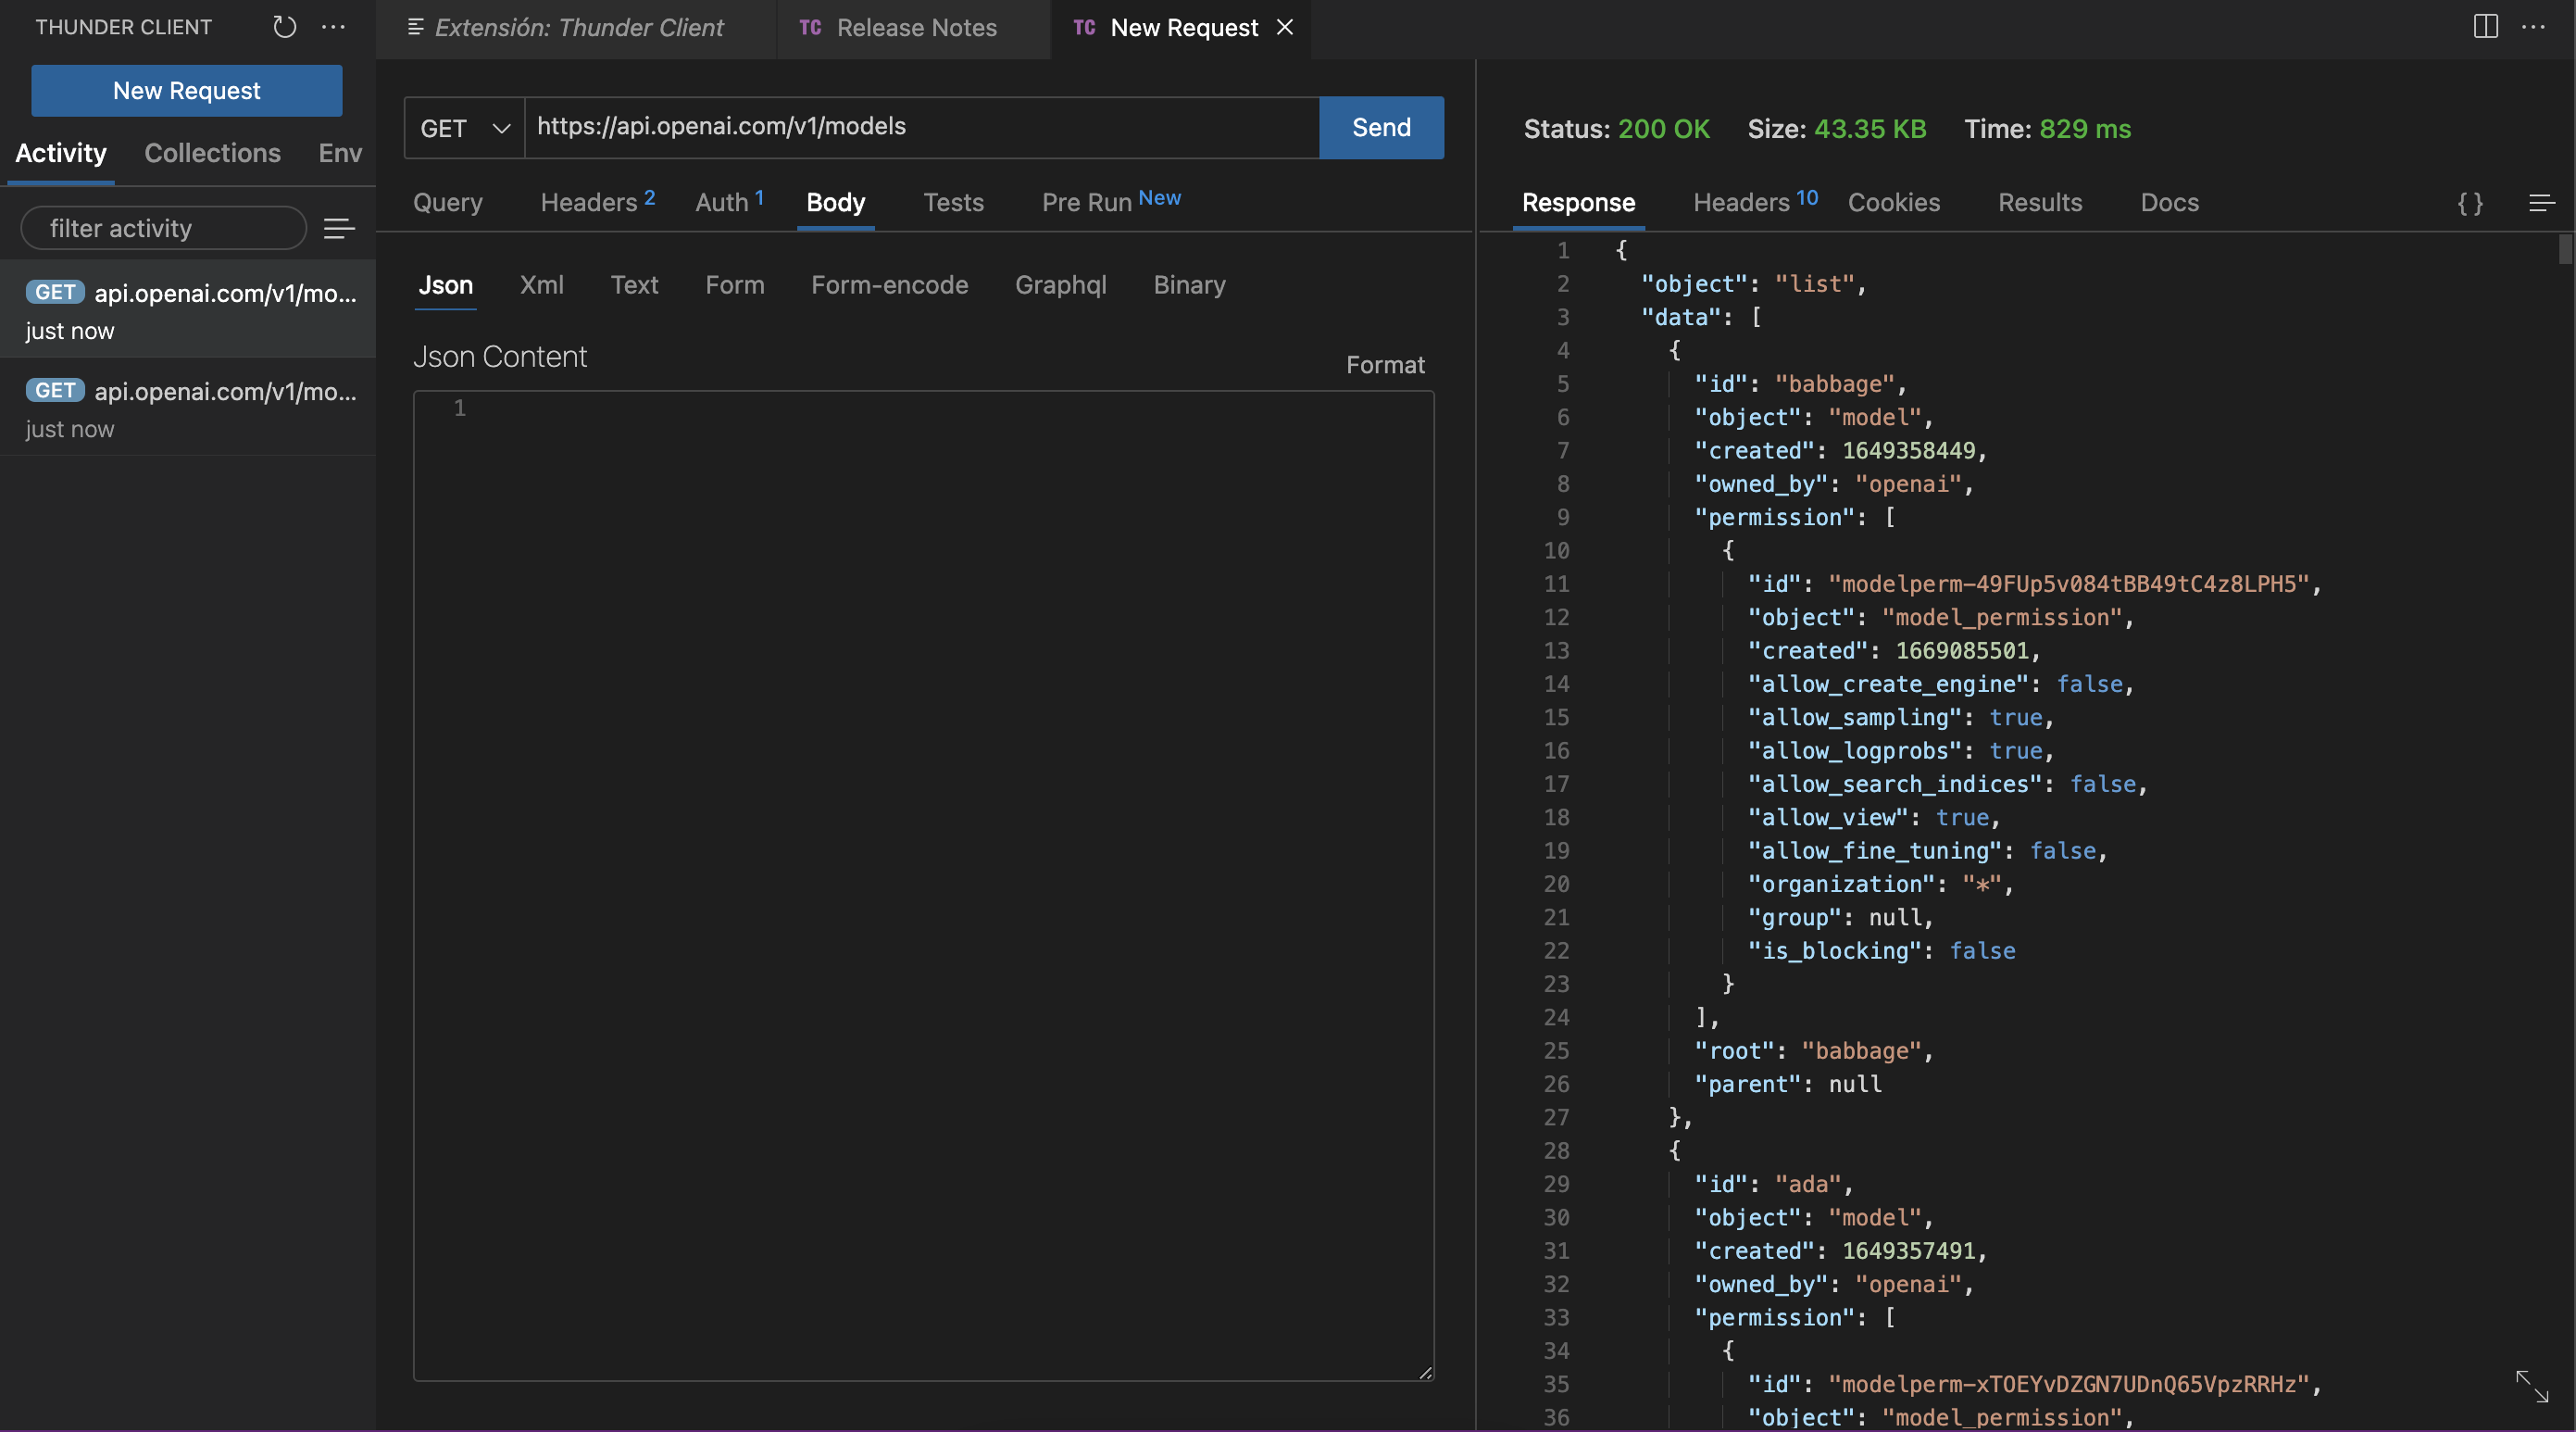 THUNDER CLIENT
New Request
Activity Collections Env
filter activity
GET api.openai.com/v1/mo...
just now
GET api.openai.com/v1/mo...
just now
Extensión: Thunder Client
TC Release Notes
TC New Request
GET https://api.openai.com/v1/models Send
Query Headers 2 Auth 1 Body Tests Pre Run New
Json Xml Text Form Form-encode Graphql Binary
Json Content Format
1
Status: 200 OK Size: 43.35 KB Time: 829 ms
Response Headers 10 Cookies Results Docs {}
1 {
2 "object": "list",
3 "data": [
4 {
5 "id": "babbage",
6 "object": "model",
7 "created": 1649358449,
8 "owned_by": "openai",
9 "permission": [
10 {
11 "id": "modelperm-49FUp5v084tBB49tC4z8LPH5",
12 "object": "model_permission",
13 "created": 1669085501,
14 "allow_create_engine": false,
15 "allow_sampling": true,
16 "allow_logprobs": true,
17 "allow_search_indices": false,
18 "allow_view": true,
19 "allow_fine_tuning": false,
20 "organization": "*",
21 "group": null,
22 "is_blocking": false
23 }
24 ],
25 "root": "babbage",
26 "parent": null
27 },
28 {
29 "id": "ada",
30 "object": "model",
31 "created": 1649357491,
32 "owned_by": "openai",
33 "permission": [
34 {
35 "id": "modelperm-xTOEYvDZGN7UDnQ65VpzRRHz",
36 "object": "model_permission",